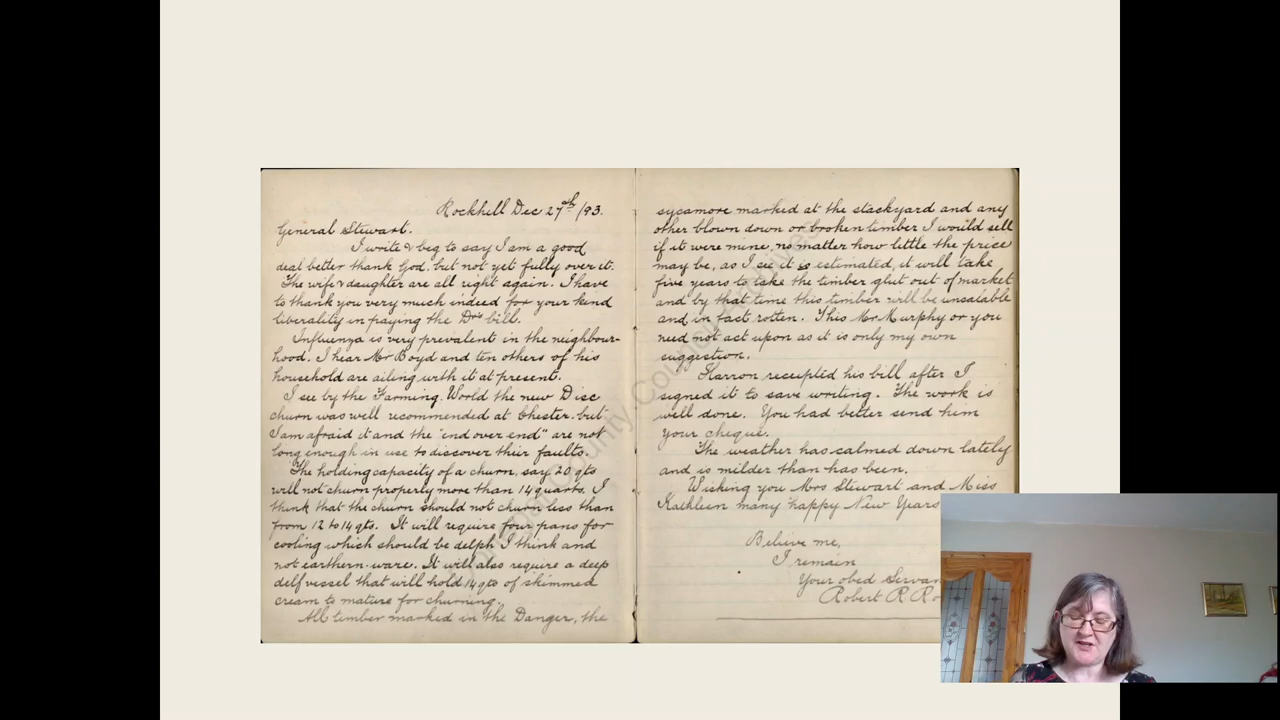 Rockhill Dec 27th /93.
General Stewart.
I write & beg to say I am a good
deal better thank God, but not yet fully over it.
The wife & daughter are all right again. I have
to thank you very much indeed for your kind
liberality in paying the Drs bill.
Influenza is very prevalent in the neighbour-
hood. I hear Mr Boyd and ten others of his
household are ailing with it at present.
I see by the Farming World the new Disc
churn was well recommended at Chester, but
I am afraid it and the "end over end" are not
long enough in use to discover their faults.
The holding capacity of a churn, say 20 qts
will not churn properly more than 14 quarts. I
think that the churn should not churn less than
from 12 to 14 qts. It will require four pans for
cooling which should be delph I think and
not earthern-ware. It will also require a deep
delf vessel that will hold 14 qts of skimmed
cream to mature for churning.
All timber marked in the Danger, the
sycamore marked at the stackyard and any
other blown down or broken timber I would sell
if it were mine, no matter how little the price
may be, as I see it is estimated, it will take
five years to take the timber glut out of market
and by that time this timber will be unsalable
and in fact rotten. This Mr Murphy or you
need not act upon as it is only my own
suggestion.
Harron receipted his bill after I
signed it to save writing. The work is
well done. You had better send him
your cheque.
The weather has calmed down lately
and is milder than has been.
Wishing you Mrs Stewart and Miss
Kathleen many happy New Years
Believe me,
I remain
Your obed Servan
Robert R. Ro
County Council Archives